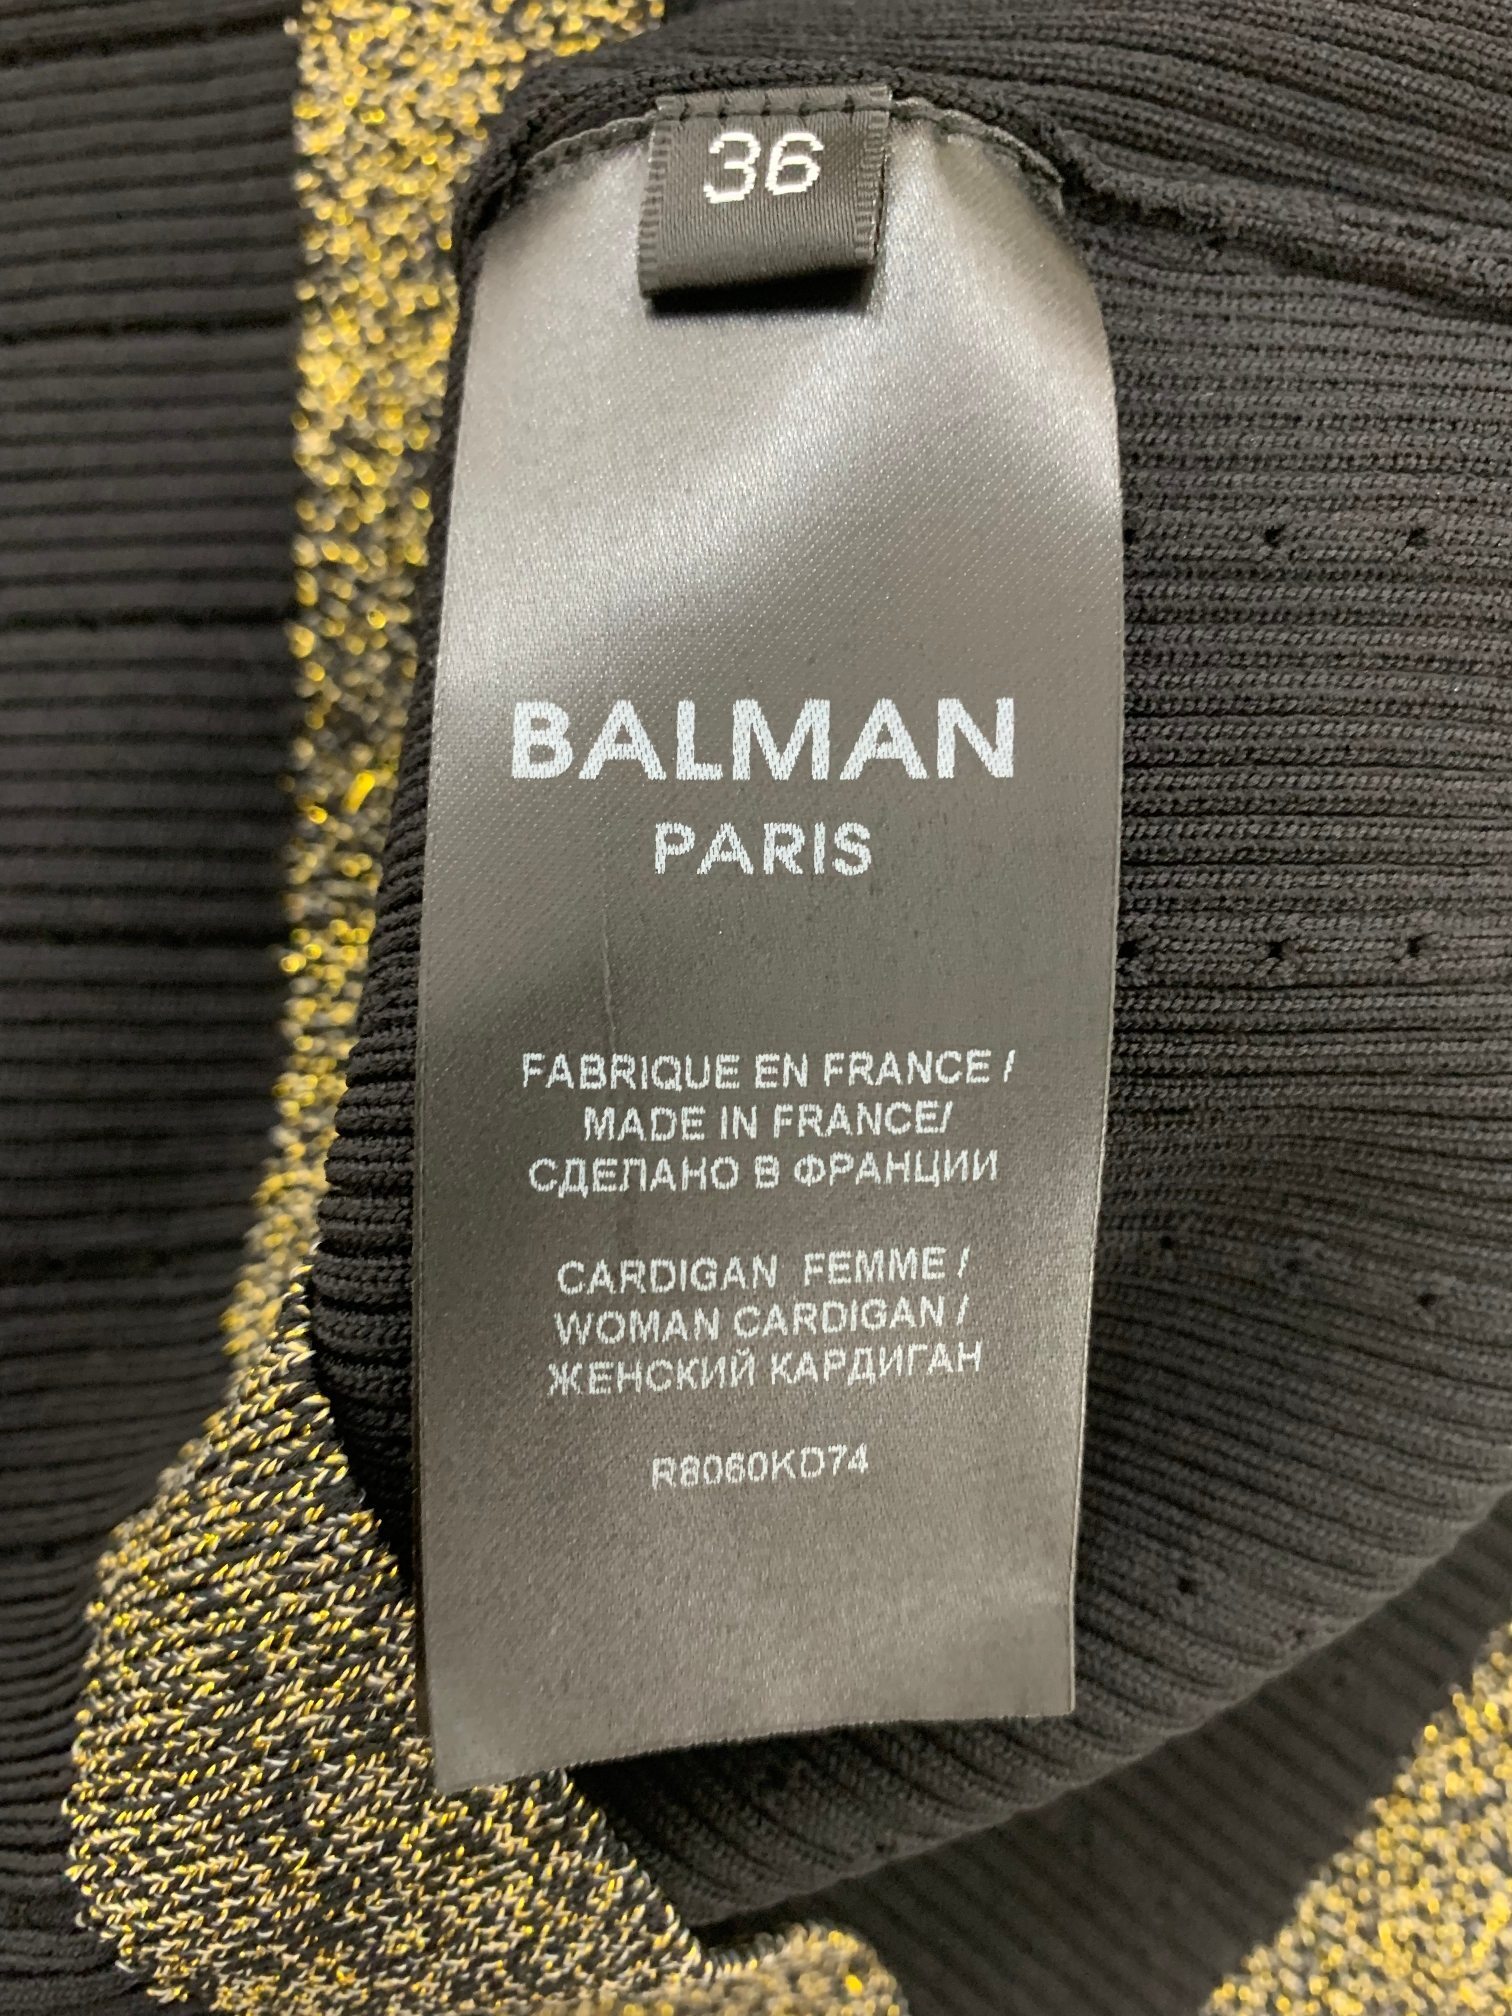 36
BALMAN
PARIS
FABRIQUE EN FRANCE /
MADE IN FRANCE/
СДЕЛАНО В ФРАНЦИИ
CARDIGAN FEMME /
WOMAN CARDIGAN /
ЖЕНСКИЙ КАРДИГАН
R8060KD74